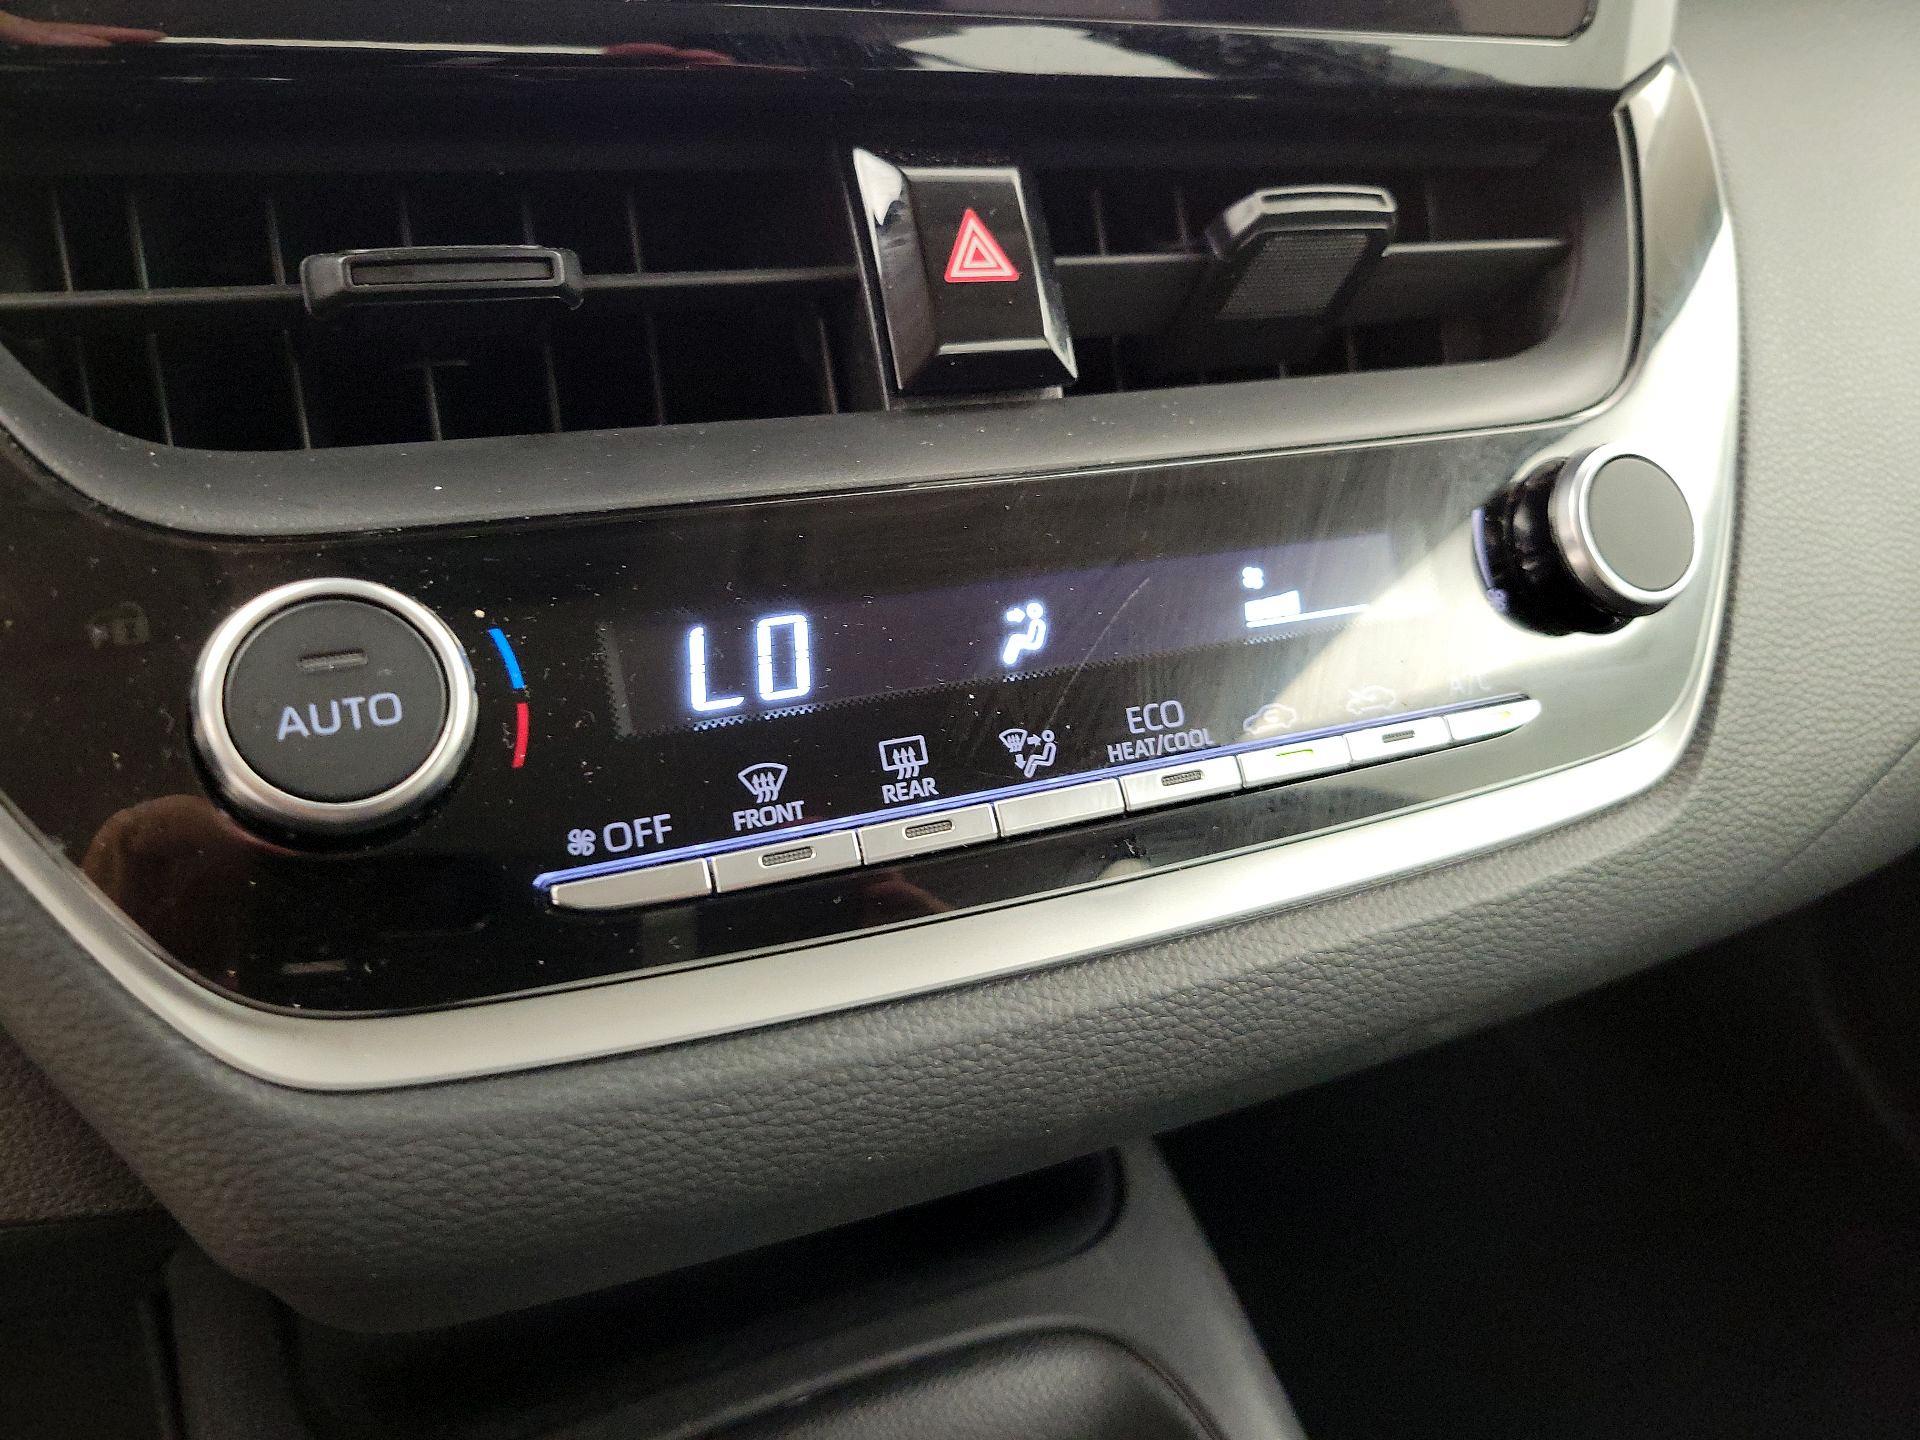 LO
AUTO
OFF
FRONT
REAR
ECO
HEAT/COOL
A/C